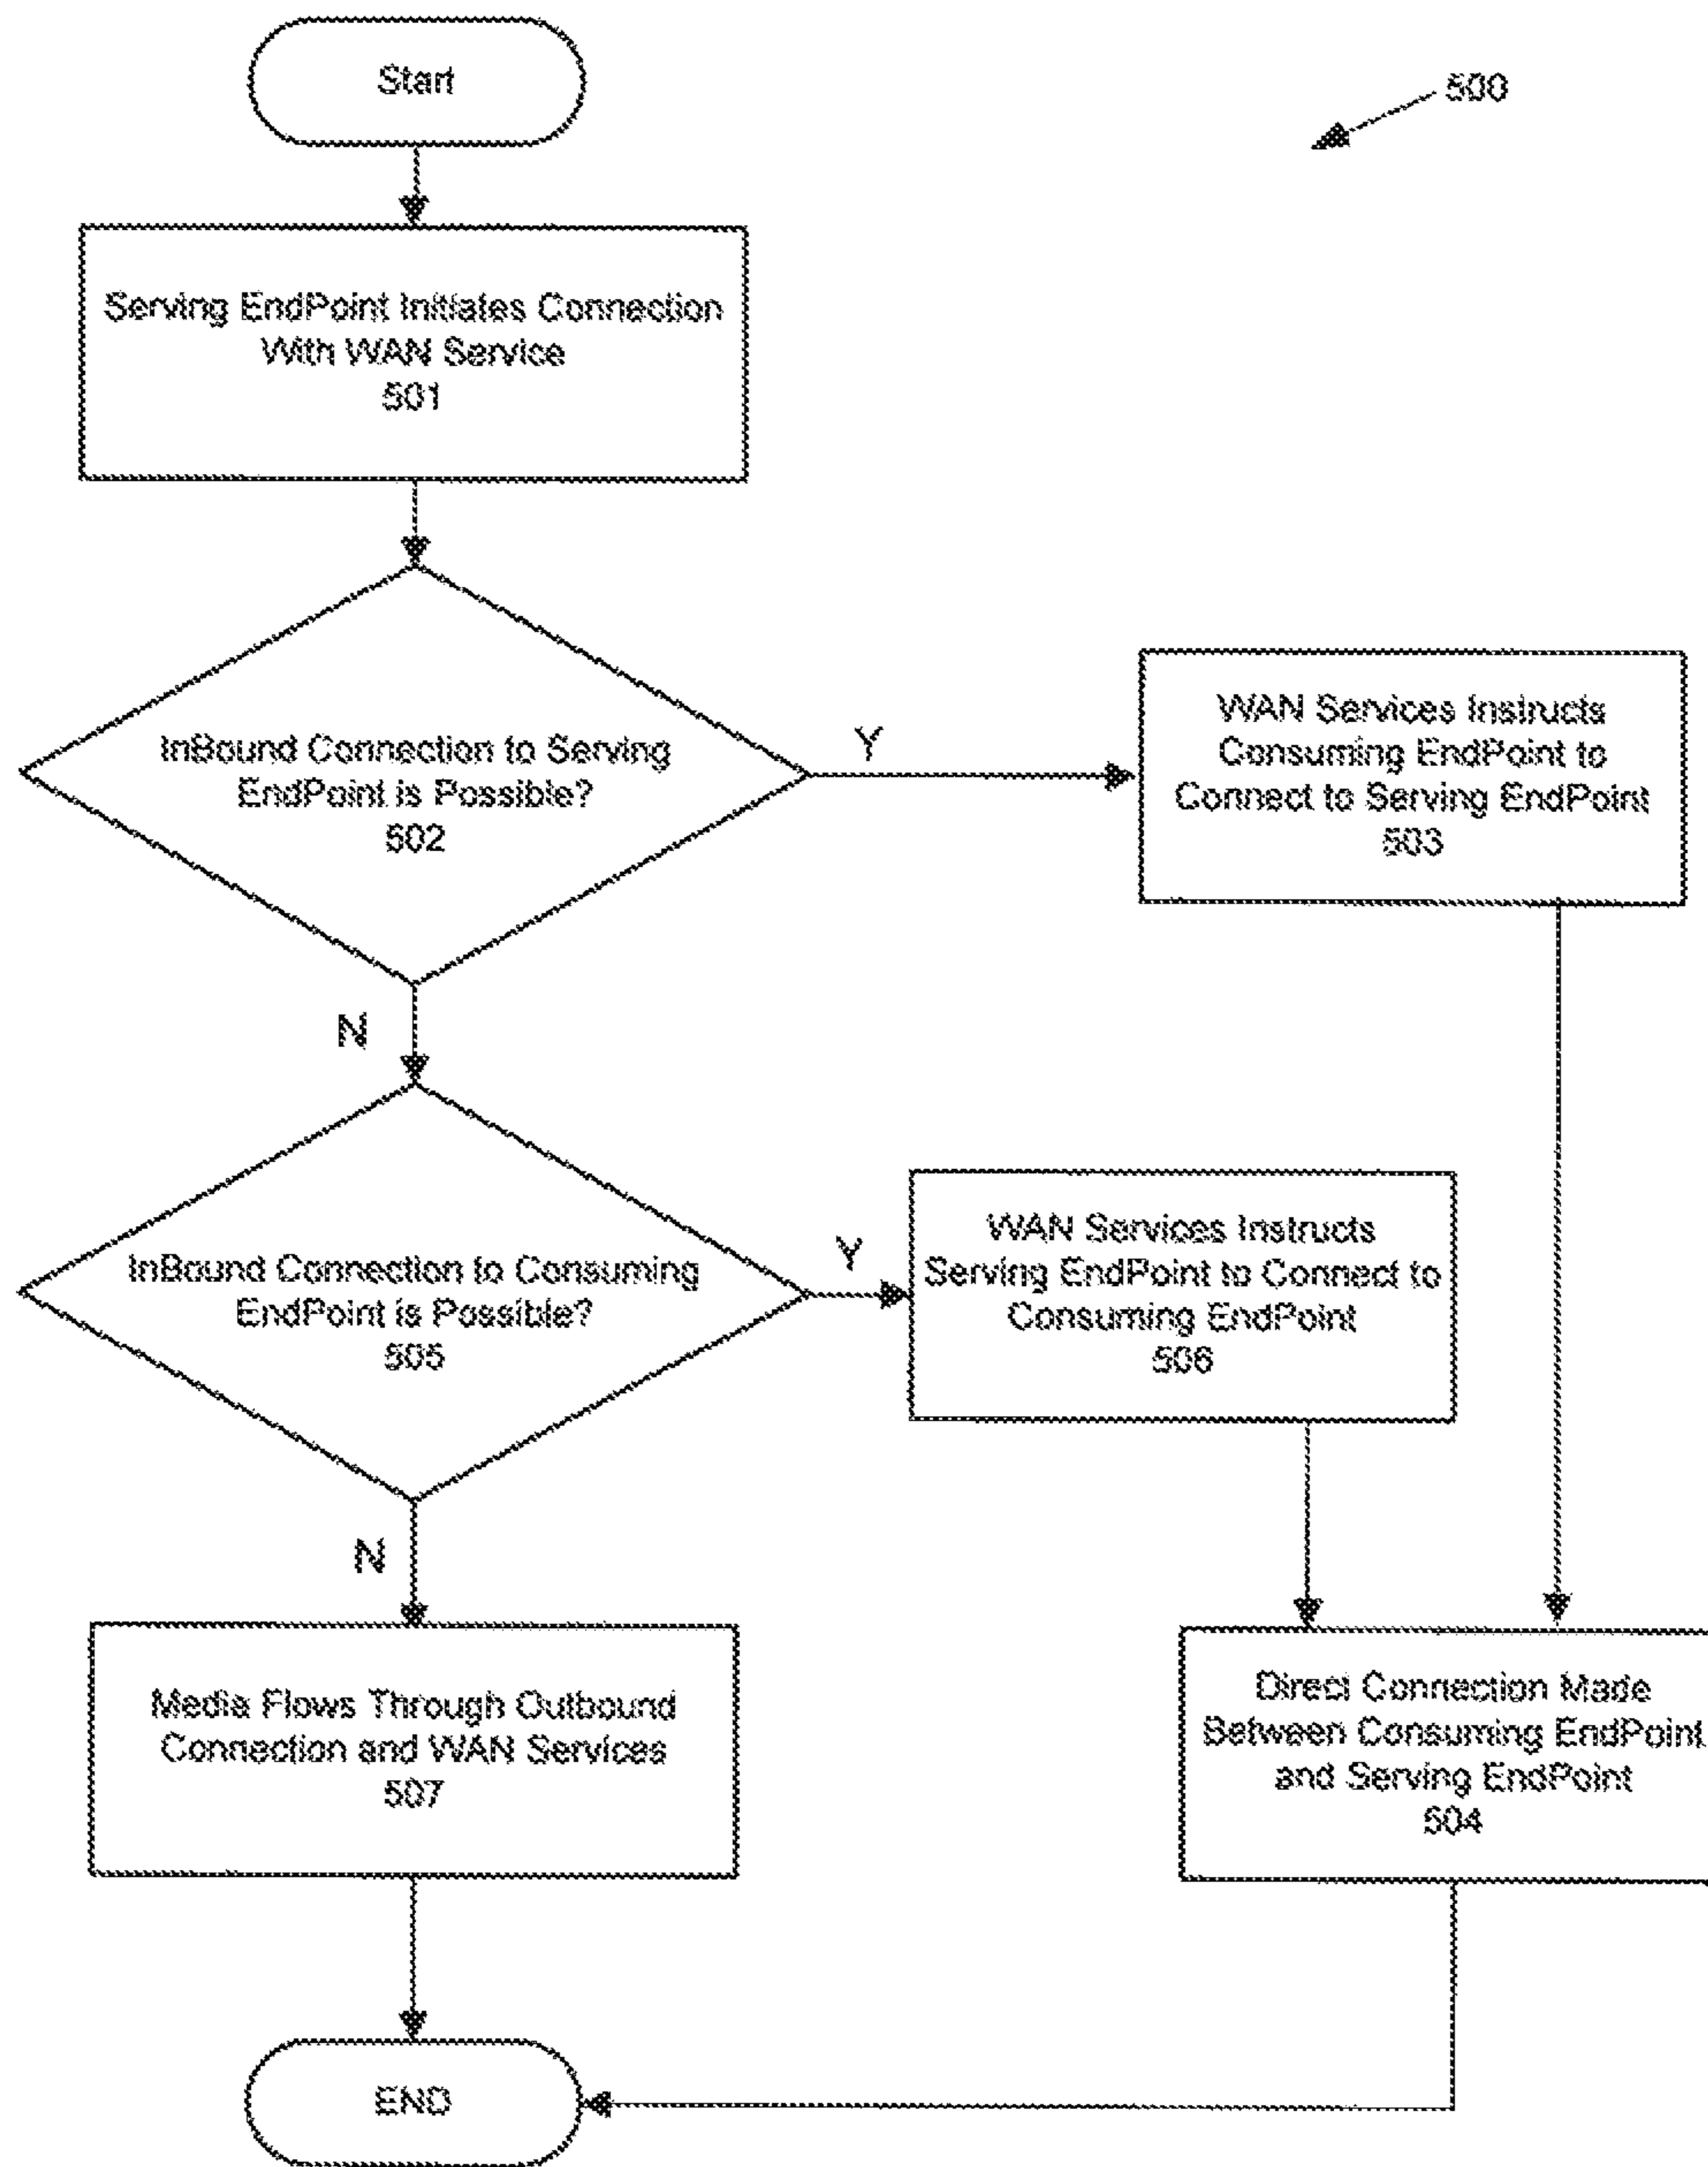 Start
500
Serving EndPoint Initiates Connection
With WAN Service
501
InBound Connection to Serving
EndPoint is Possible?
502
Y
WAN Services Instructs
Consuming EndPoint to
Connect to Serving EndPoint
503
N
InBound Connection to Consuming
EndPoint is Possible?
505
Y
WAN Services Instructs
Serving EndPoint to Connect to
Consuming EndPoint
506
N
Media Flows Through Outbound
Connection and WAN Services
507
Direct Connection Made
Between Consuming EndPoint
and Serving EndPoint
504
END